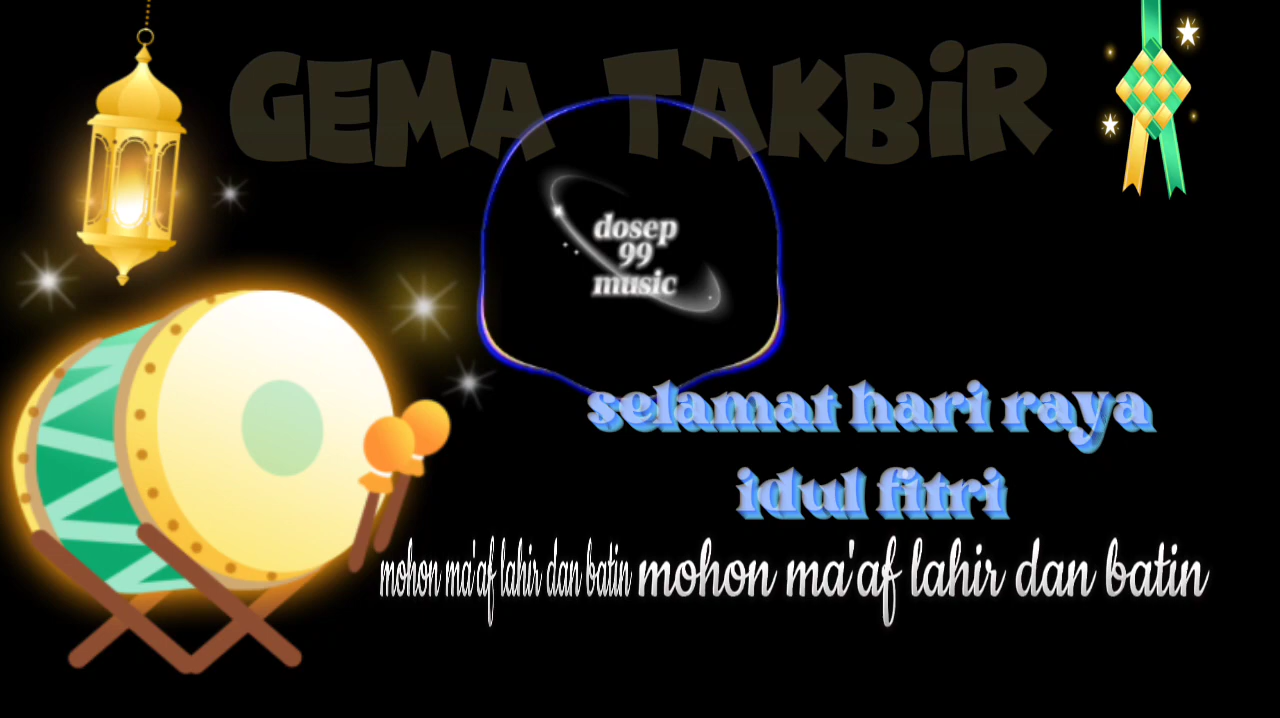 GEMA TAKBiR
dosep
99
music
selamat hari raya
idul fitri
mohon ma'af lahir dan batin mohon ma'af lahir dan batin